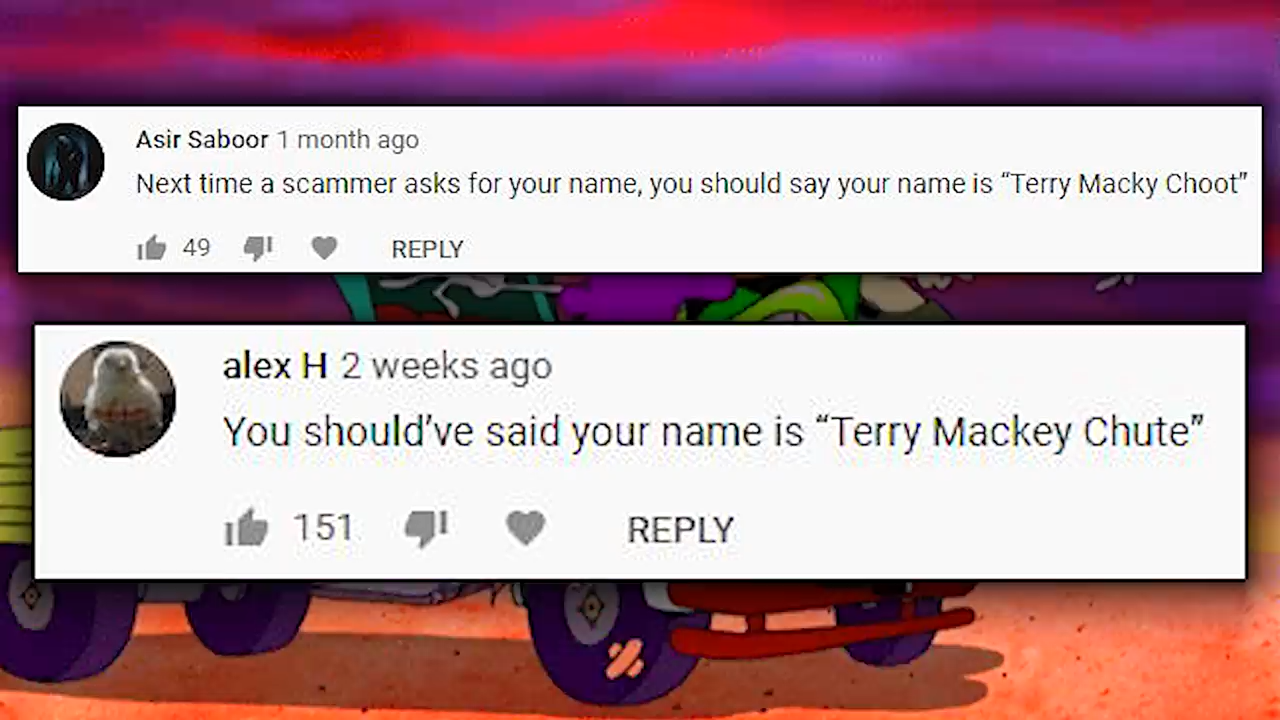 Asir Saboor 1 month ago
Next time a scammer asks for your name, you should say your name is “Terry Macky Choot”
49 REPLY
alex H 2 weeks ago
You should’ve said your name is “Terry Mackey Chute”
151 REPLY